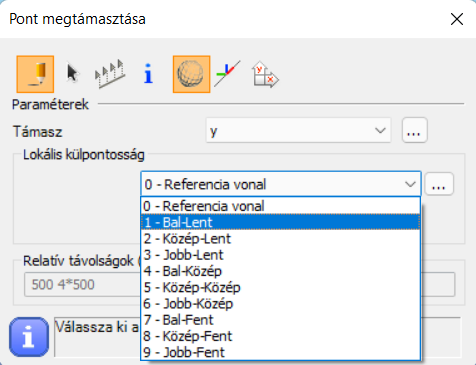 Pont megtámasztása
Paraméterek
Támasz
y
...
Lokális külpontosság
0 - Referencia vonal
...
0 - Referencia vonal
1 - Bal-Lent
2 - Közép-Lent
3 - Jobb-Lent
4 - Bal-Közép
5 - Közép-Közép
6 - Jobb-Közép
7 - Bal-Fent
8 - Közép-Fent
9 - Jobb-Fent
Relatív távolságok (
500 4*500
Válassza ki a